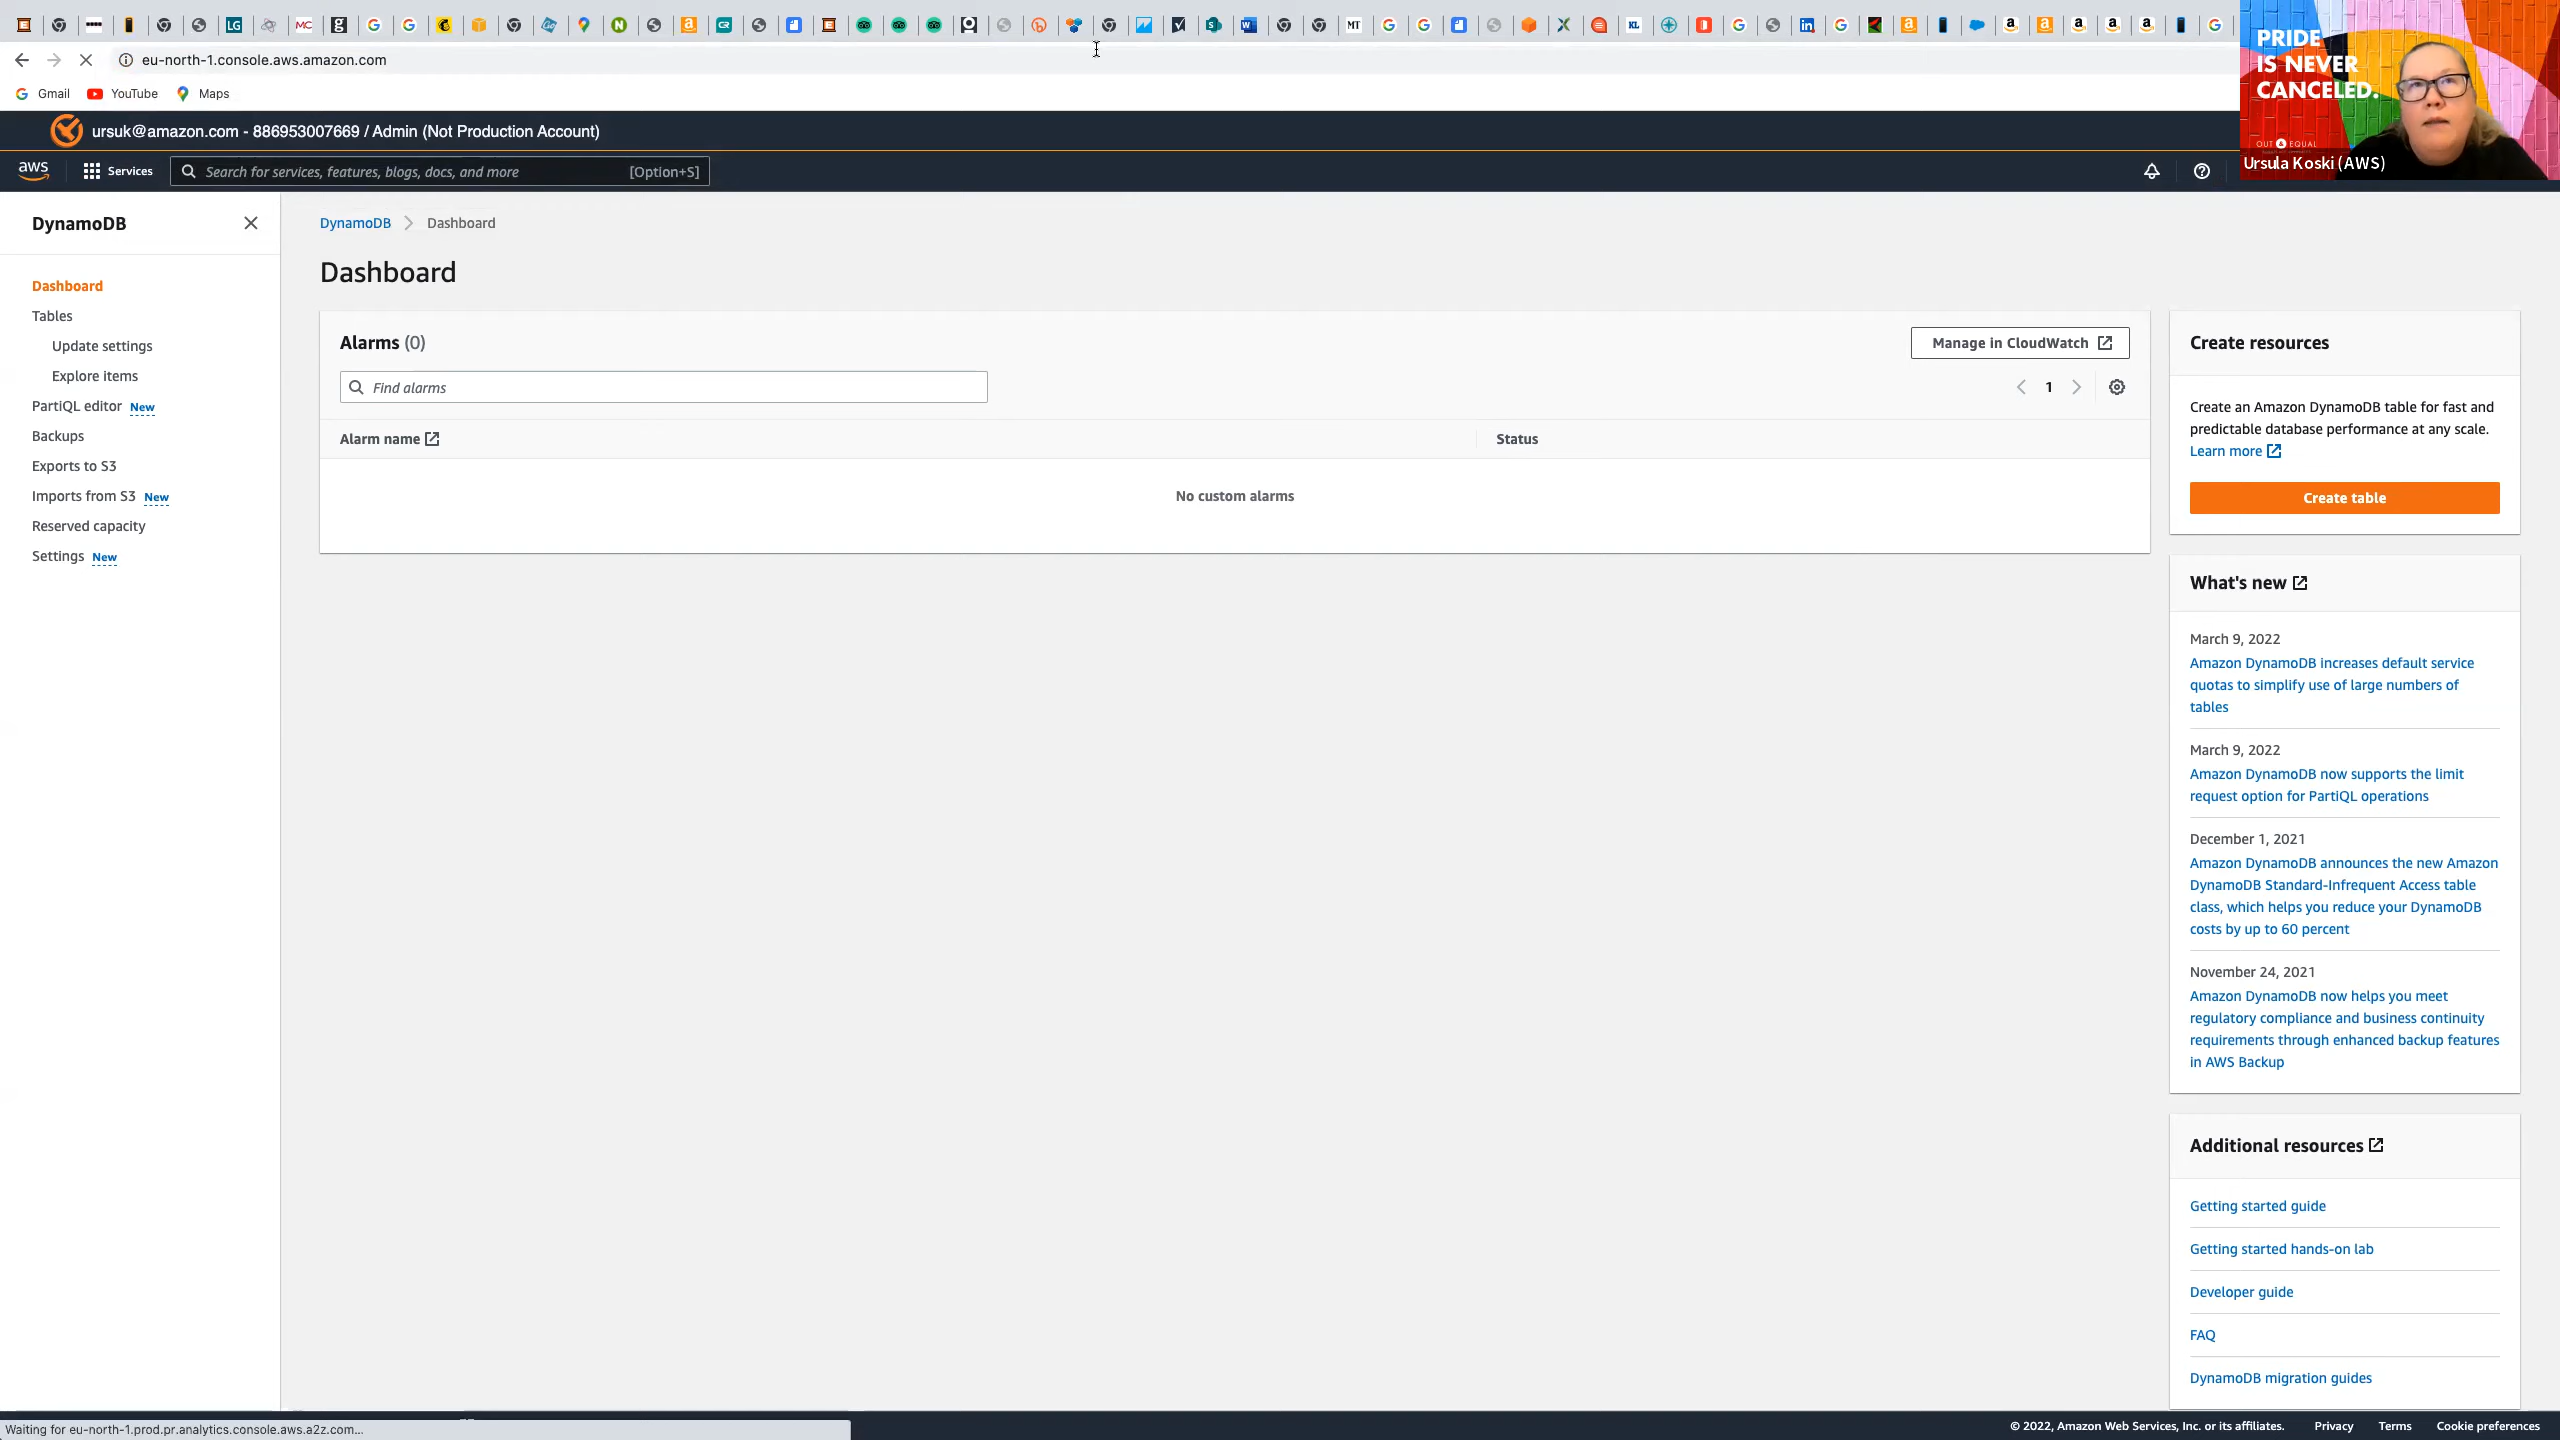 eu-north-1.console.aws.amazon.com
Gmail YouTube Maps
ursuk@amazon.com - 886953007669 / Admin (Not Production Account)
aws Services Search for services, features, blogs, docs, and more [Option+S]
PRIDE
IS NEVER
CANCELED.
OUT & EQUAL
Ursula Koski (AWS)
DynamoDB
Dashboard
Tables
Update settings
Explore items
PartiQL editor New
Backups
Exports to S3
Imports from S3 New
Reserved capacity
Settings New
DynamoDB Dashboard
Dashboard
Alarms (0)
Manage in CloudWatch
Find alarms
1
Alarm name Status
No custom alarms
Create resources
Create an Amazon DynamoDB table for fast and
predictable database performance at any scale.
Learn more
Create table
What's new
March 9, 2022
Amazon DynamoDB increases default service
quotas to simplify use of large numbers of
tables
March 9, 2022
Amazon DynamoDB now supports the limit
request option for PartiQL operations
December 1, 2021
Amazon DynamoDB announces the new Amazon
DynamoDB Standard-Infrequent Access table
class, which helps you reduce your DynamoDB
costs by up to 60 percent
November 24, 2021
Amazon DynamoDB now helps you meet
regulatory compliance and business continuity
requirements through enhanced backup features
in AWS Backup
Additional resources
Getting started guide
Getting started hands-on lab
Developer guide
FAQ
DynamoDB migration guides
Waiting for eu-north-1.prod.pr.analytics.console.aws.a2z.com...
© 2022, Amazon Web Services, Inc. or its affiliates. Privacy Terms Cookie preferences